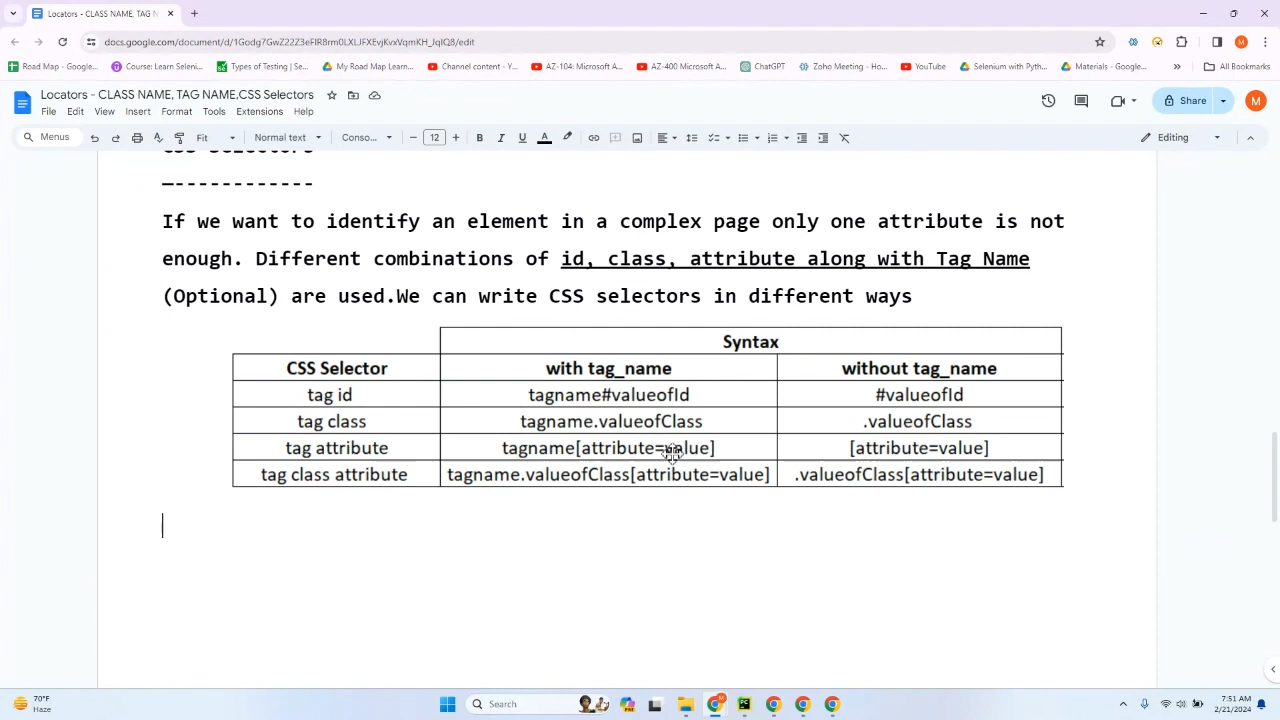 Locators - CLASS NAME, TAG N
docs.google.com/document/d/1Godg7GwZ22Z3eFlR8rm0LXLJFXEvjKvxVqmKH_JqIQ8/edit
Road Map - Google... Course: Learn Seleni... Types of Testing | Se... My Road Map Learn... Channel content - Y... AZ-104: Microsoft A... AZ-400 Microsoft A... ChatGPT Zoho Meeting - Ho... YouTube Selenium with Pyth... Materials - Google... » All Bookmarks
Locators - CLASS NAME, TAG NAME,CSS Selectors
File Edit View Insert Format Tools Extensions Help
Share
M
Menus Fit Normal text Conso... 12 B I U A Editing
CSS Selectors
—------------
If we want to identify an element in a complex page only one attribute is not
enough. Different combinations of id, class, attribute along with Tag Name
(Optional) are used.We can write CSS selectors in different ways
Syntax
CSS Selector with tag_name without tag_name
tag id tagname#valueofId #valueofId
tag class tagname.valueofClass .valueofClass
tag attribute tagname[attribute=value] [attribute=value]
tag class attribute tagname.valueofClass[attribute=value] .valueofClass[attribute=value]
70°F
Haze
Search
7:51 AM
2/21/2024